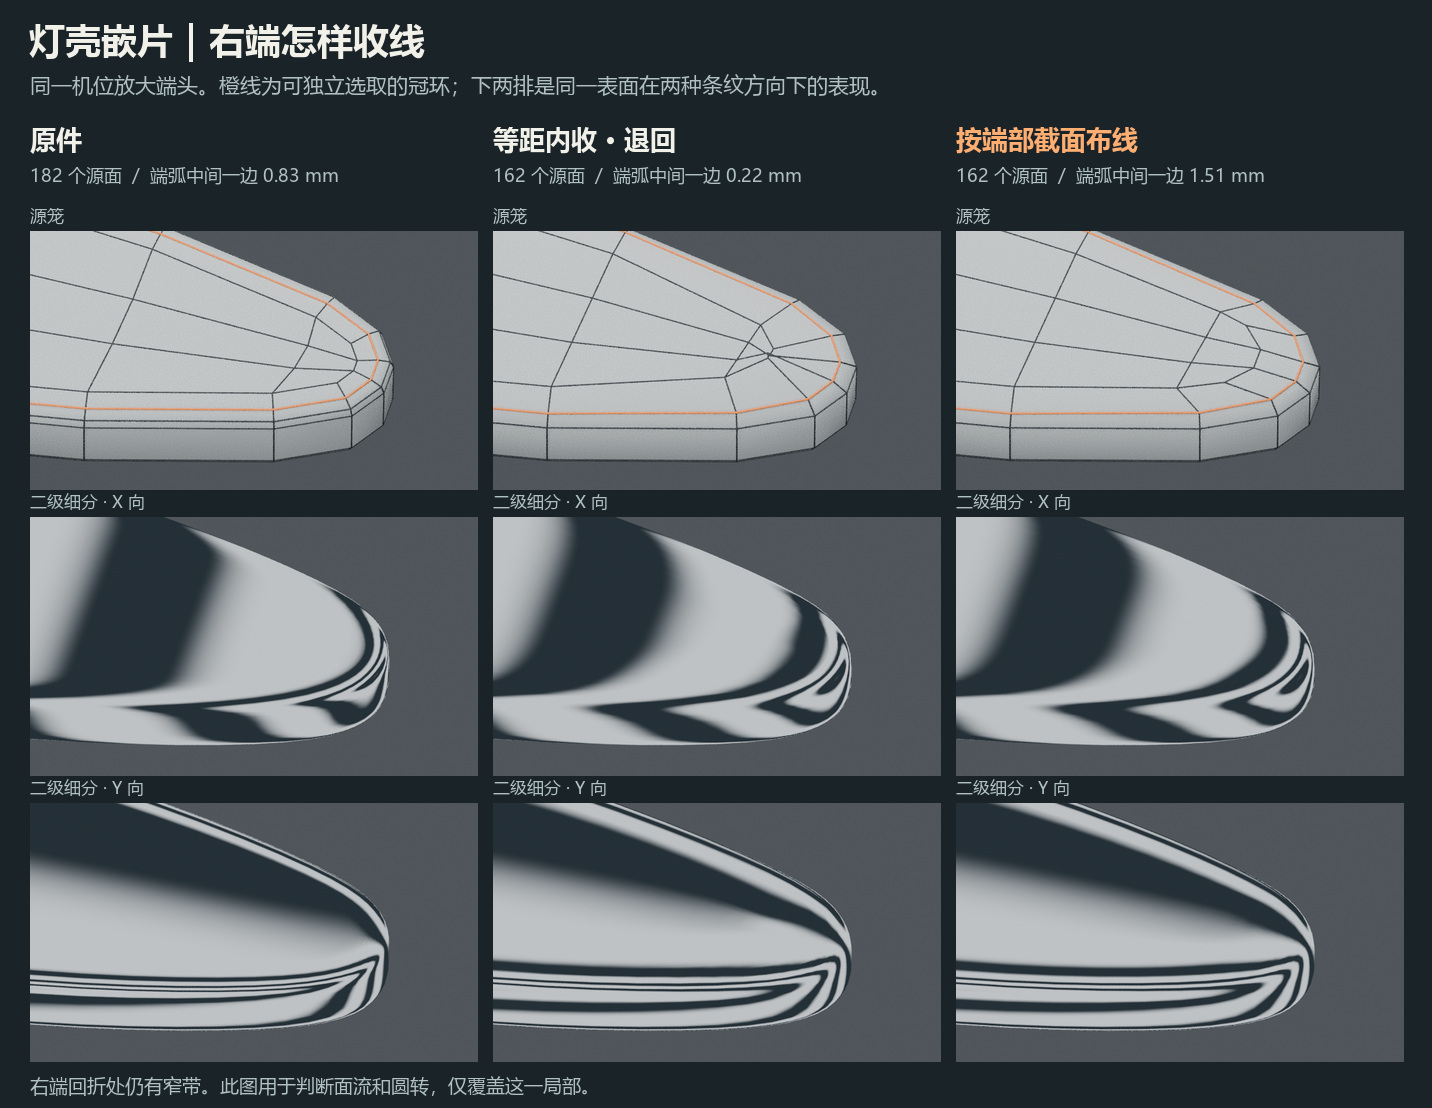 灯壳嵌片 | 右端怎样收线
同一机位放大端头。橙线为可独立选取的冠环；下两排是同一表面在两种条纹方向下的表现。
原件
182 个源面 / 端弧中间一边 0.83 mm
源笼
二级细分 · X 向
二级细分 · Y 向
等距内收 • 退回
162 个源面 / 端弧中间一边 0.22 mm
源笼
二级细分 · X 向
二级细分 · Y 向
按端部截面布线
162 个源面 / 端弧中间一边 1.51 mm
源笼
二级细分 · X 向
二级细分 · Y 向
右端回折处仍有窄带。此图用于判断面流和圆转，仅覆盖这一局部。